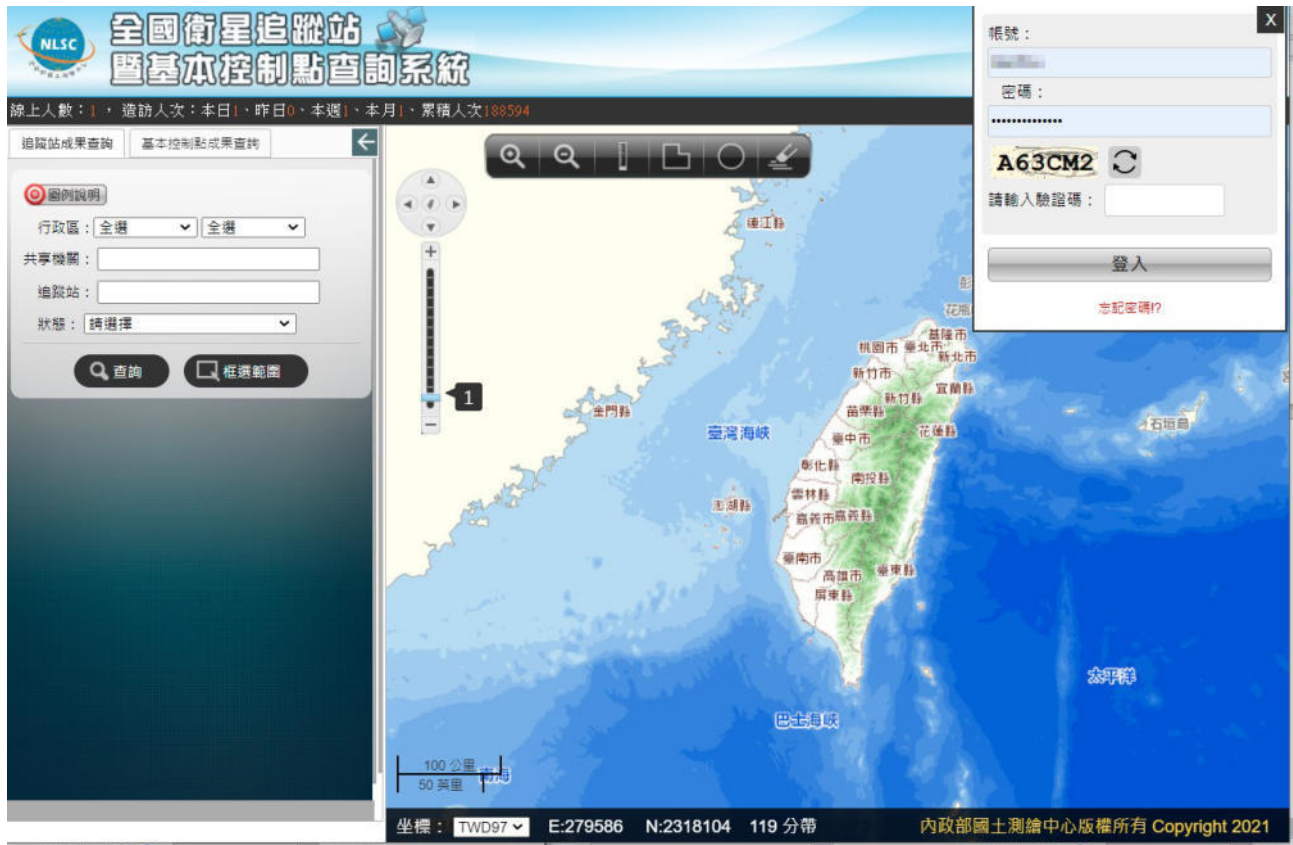 NLSC
全國衛星追蹤站
暨基本控制點查詢系統
線上人數：1，造訪人次：本日1、昨日0、本週1、本月1、累積人次188594
追蹤站成果查詢
基本控制點成果查詢
圖例說明
行政區：全選 全選
共享機關：
追蹤站：
狀態：請選擇
查詢
框選範圍
X
帳號：
密碼：
••••••••••••••
A63CM2
請輸入驗證碼：
登入
忘記密碼!?
1
連江縣
金門縣
臺灣海峽
澎湖縣
基隆市
臺北市
桃園市
新北市
新竹市
宜蘭縣
新竹縣
苗栗縣
花蓮縣
臺中市
彰化縣
南投縣
雲林縣
嘉義市
嘉義縣
臺南市
高雄市
臺東縣
屏東縣
石垣島
太平洋
巴士海峽
南海
100 公里
50 英里
坐標：TWD97 E:279586 N:2318104 119 分帶
內政部國土測繪中心版權所有 Copyright 2021